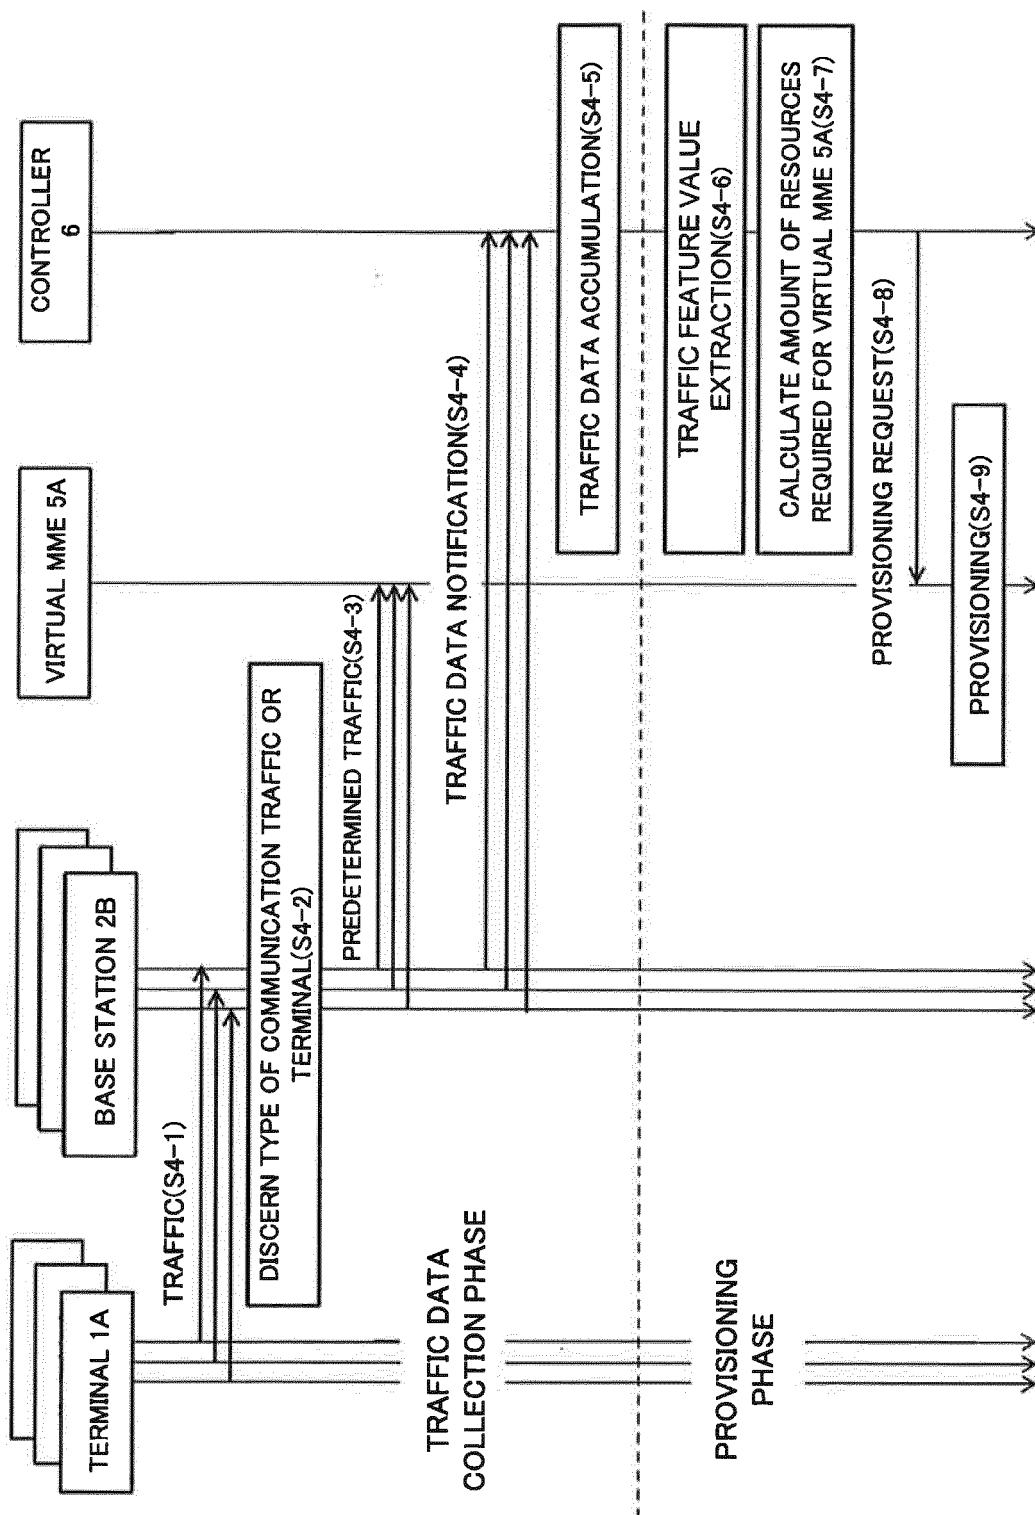 TERMINAL 1A
BASE STATION 2B
VIRTUAL MME 5A
CONTROLLER
6
TRAFFIC(S4-1)
DISCERN TYPE OF COMMUNICATION TRAFFIC OR
TERMINAL(S4-2)
PREDETERMINED TRAFFIC(S4-3)
TRAFFIC DATA NOTIFICATION(S4-4)
TRAFFIC DATA
COLLECTION PHASE
TRAFFIC DATA ACCUMULATION(S4-5)
PROVISIONING
PHASE
TRAFFIC FEATURE VALUE
EXTRACTION(S4-6)
CALCULATE AMOUNT OF RESOURCES
REQUIRED FOR VIRTUAL MME 5A(S4-7)
PROVISIONING REQUEST(S4-8)
PROVISIONING(S4-9)